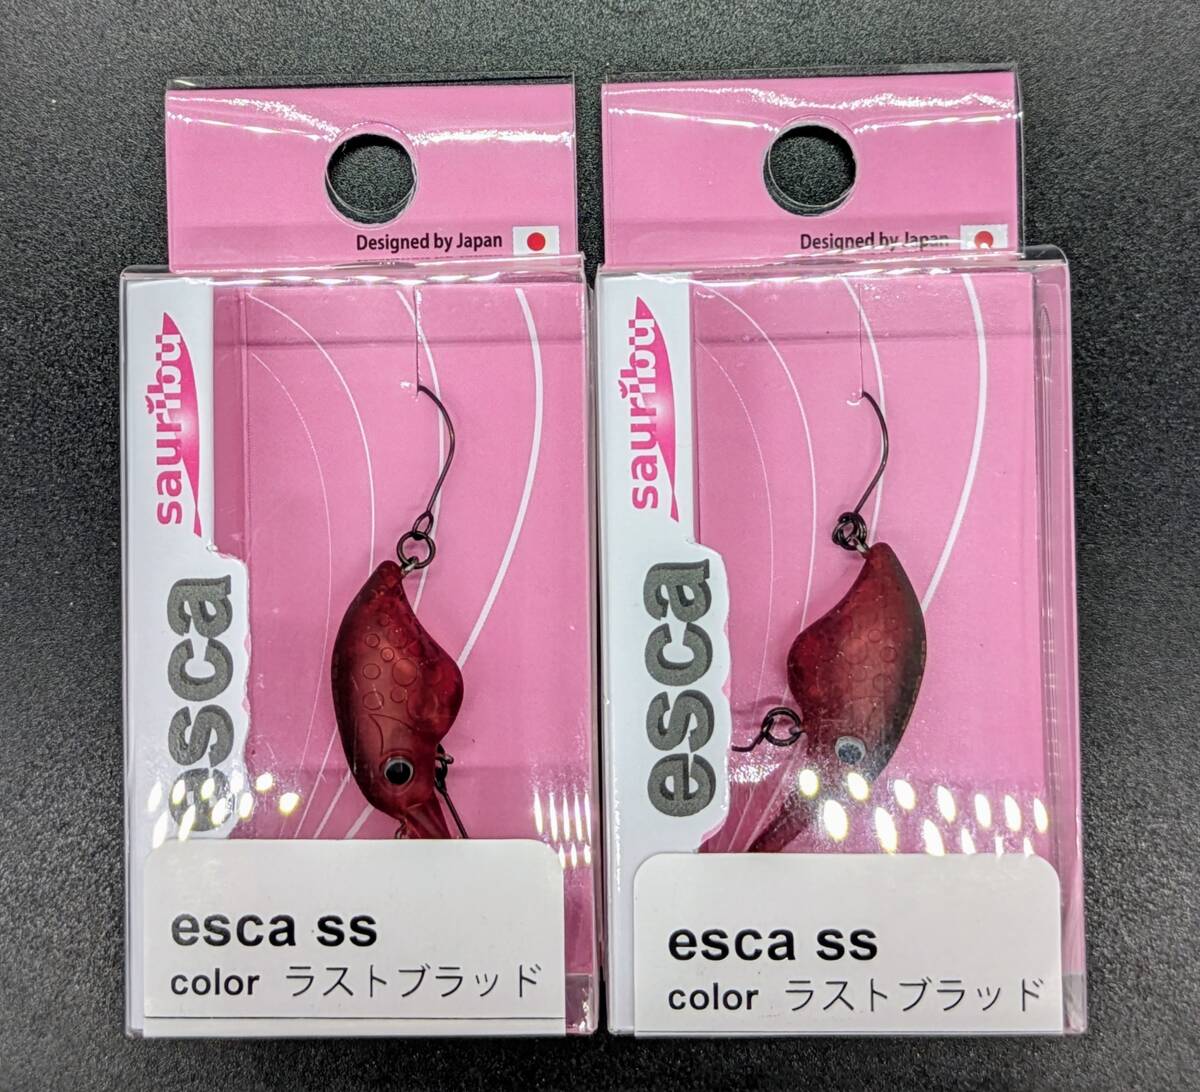 Designed by Japan
sauribu
esca
esca ss
color ラストブラッド
Designed by Japan
sauribu
esca
esca ss
color ラストブラッド